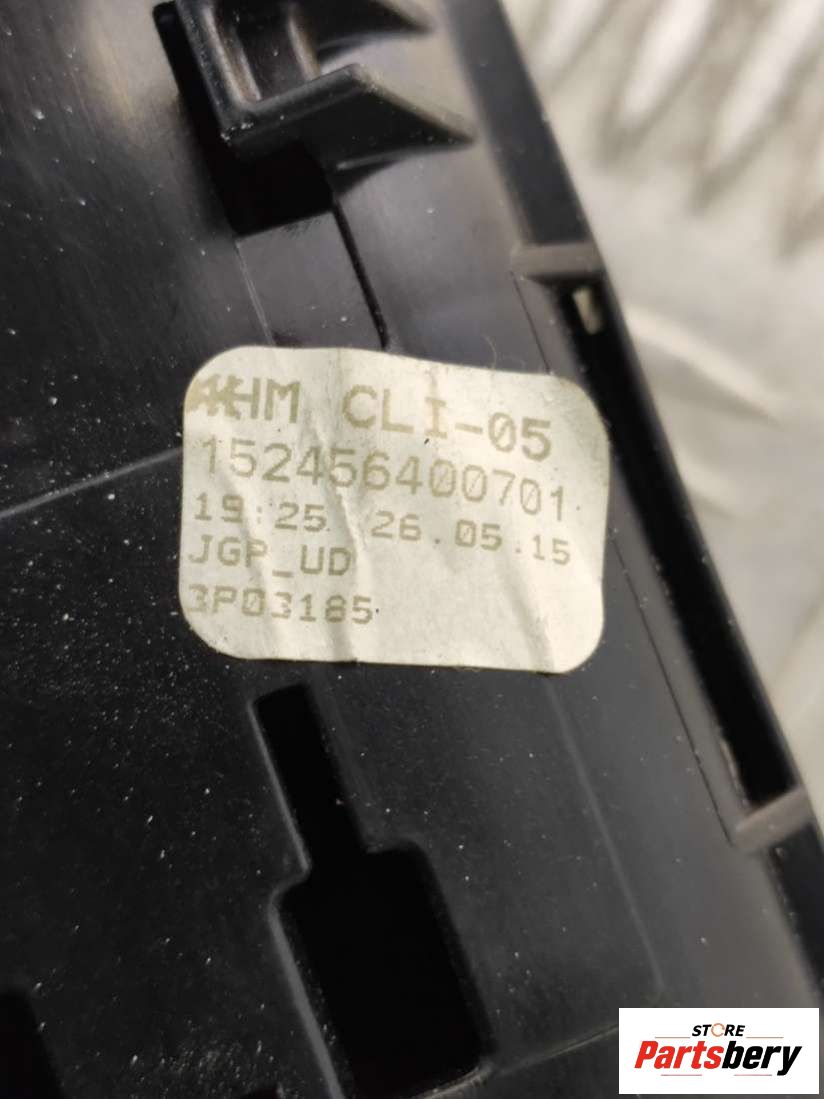 HM CLI-05
152456400701
19:25 26.05.15
JGP_UD
3P03185
STORE
Partsbery